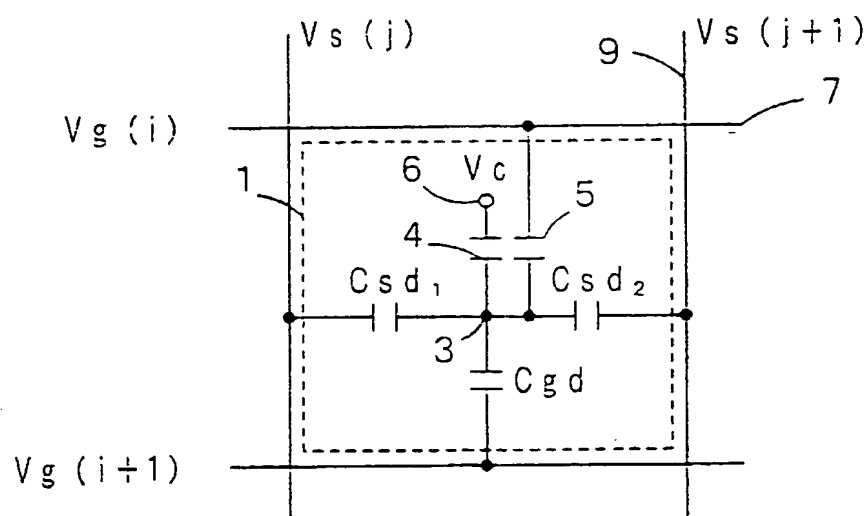 Vs(j)
Vs(j+1)
9
7
Vg(i)
1
6
Vc
5
4
Csd₁
Csd₂
3
Cgd
Vg(i+1)